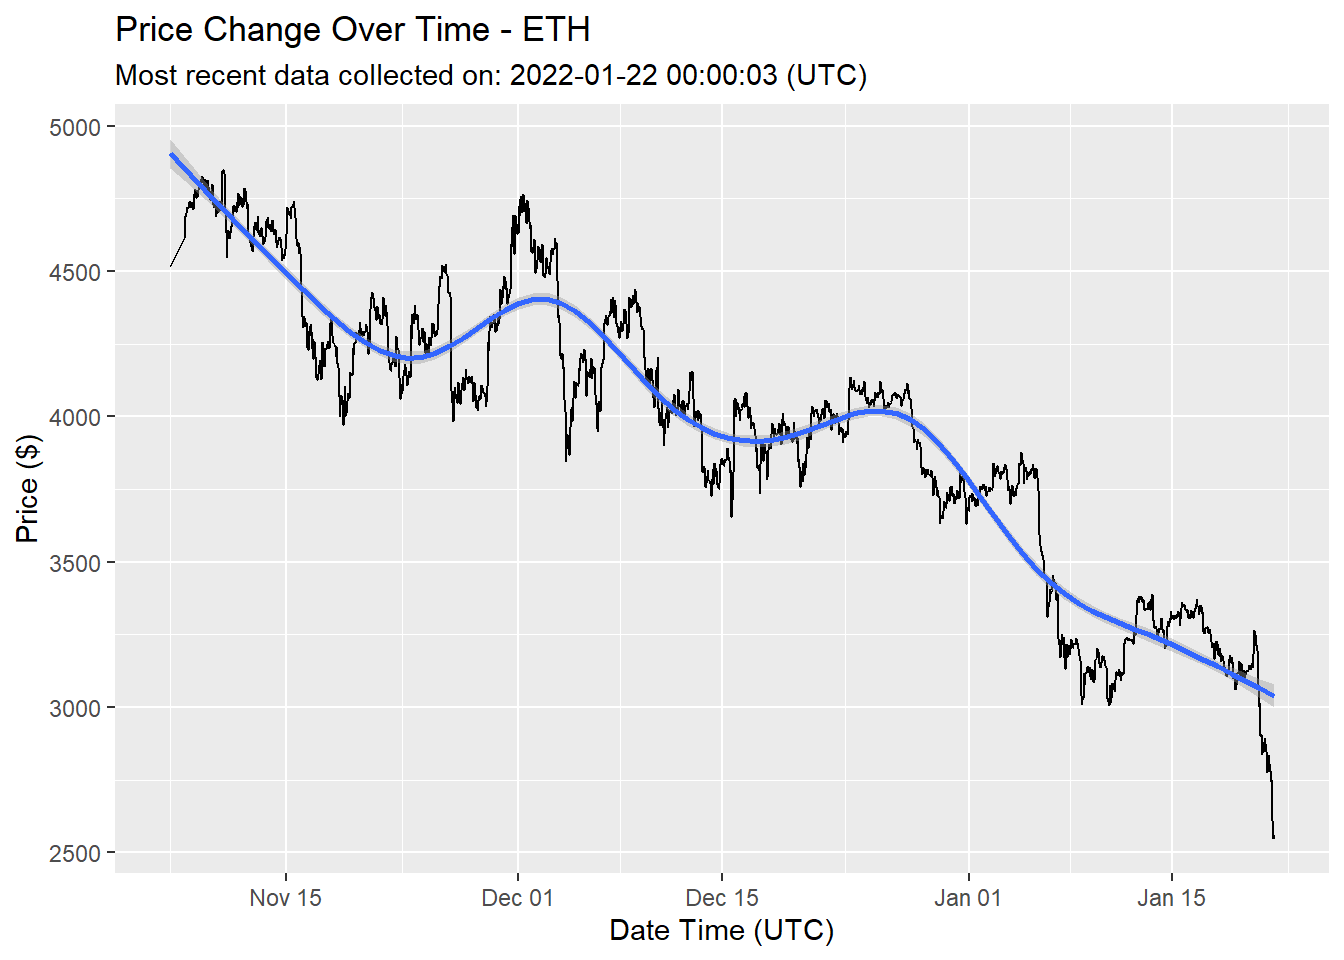 Price Change Over Time - ETH
Most recent data collected on: 2022-01-22 00:00:03 (UTC)
5000
4500
4000
3500
3000
2500
Price ($)
Nov 15
Dec 01
Dec 15
Jan 01
Jan 15
Date Time (UTC)